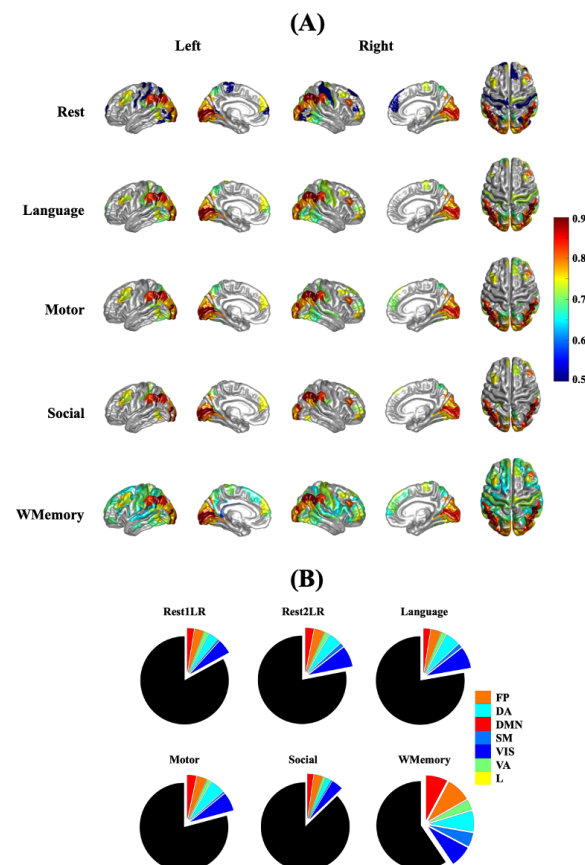 (A)
Left Right
Rest
Language
Motor
Social
WMemory
0.9
0.8
0.7
0.6
0.5
(B)
Rest1LR Rest2LR Language
Motor Social WMemory
FP
DA
DMN
SM
VIS
VA
L